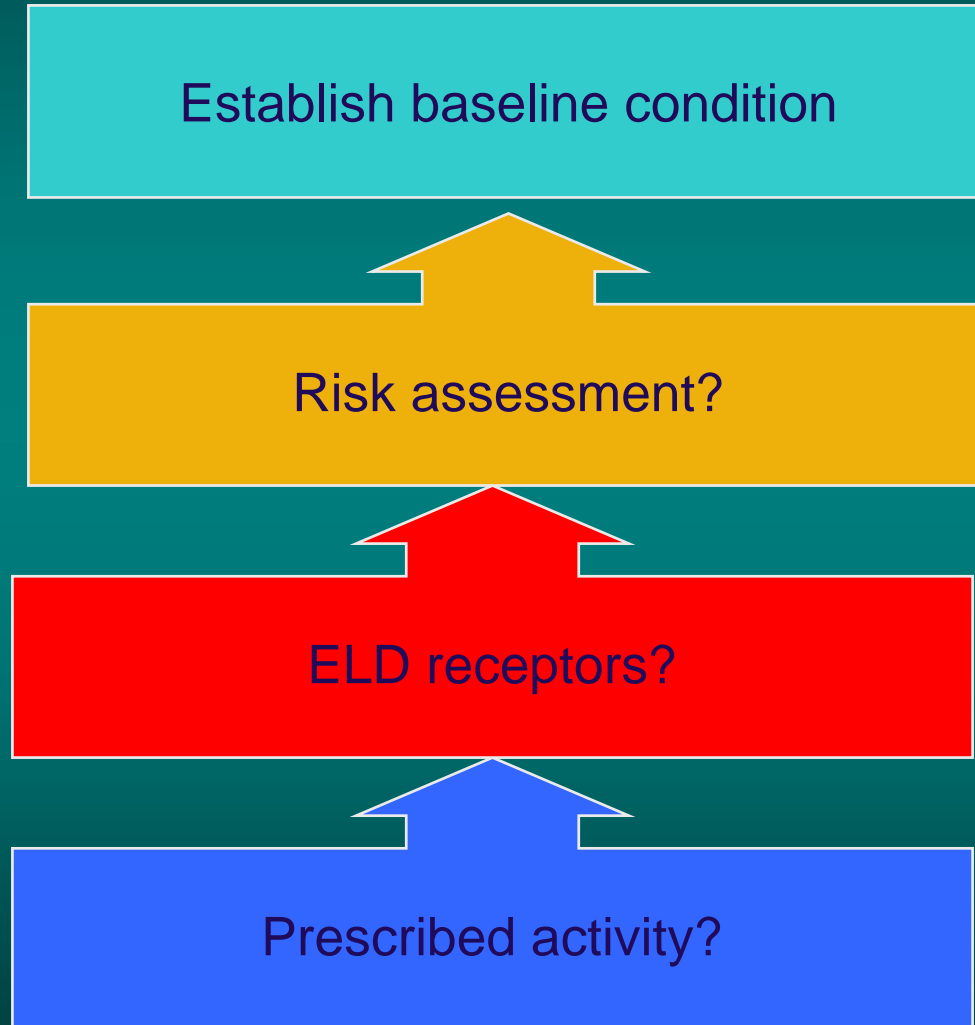 Establish baseline condition
Risk assessment?
ELD receptors?
Prescribed activity?